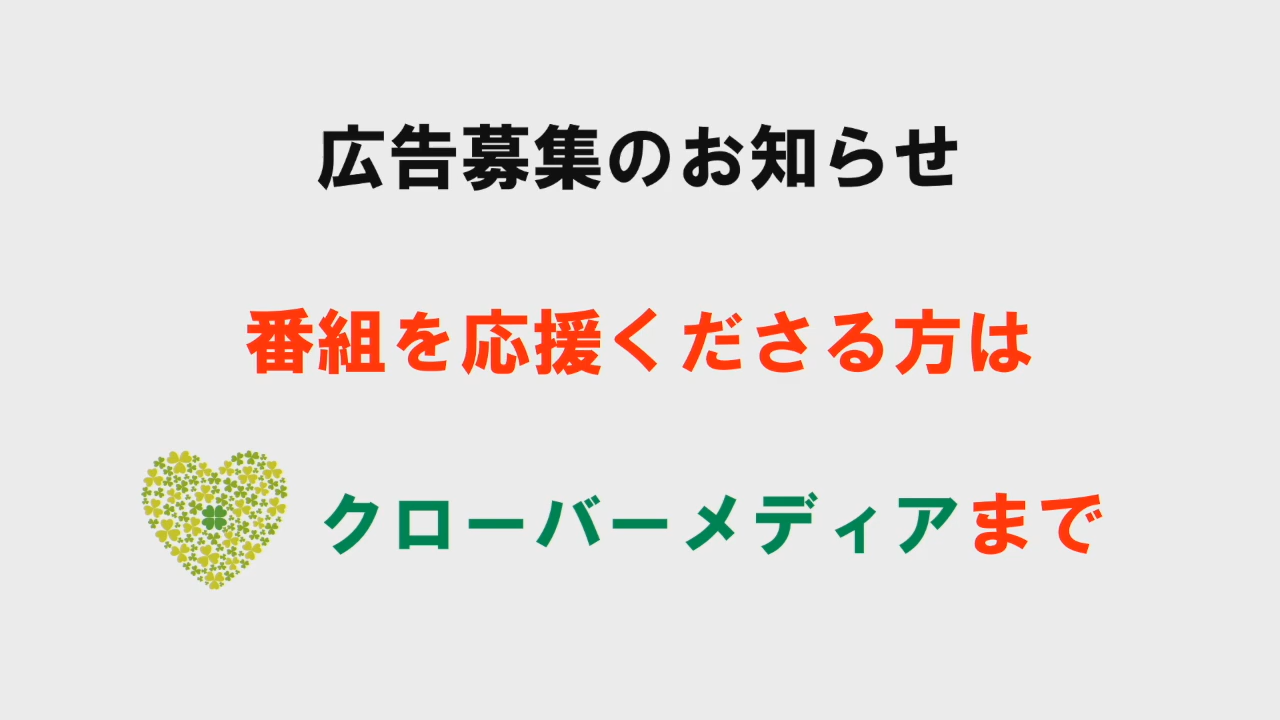 広告募集のお知らせ
番組を応援くださる方は
クローバーメディアまで